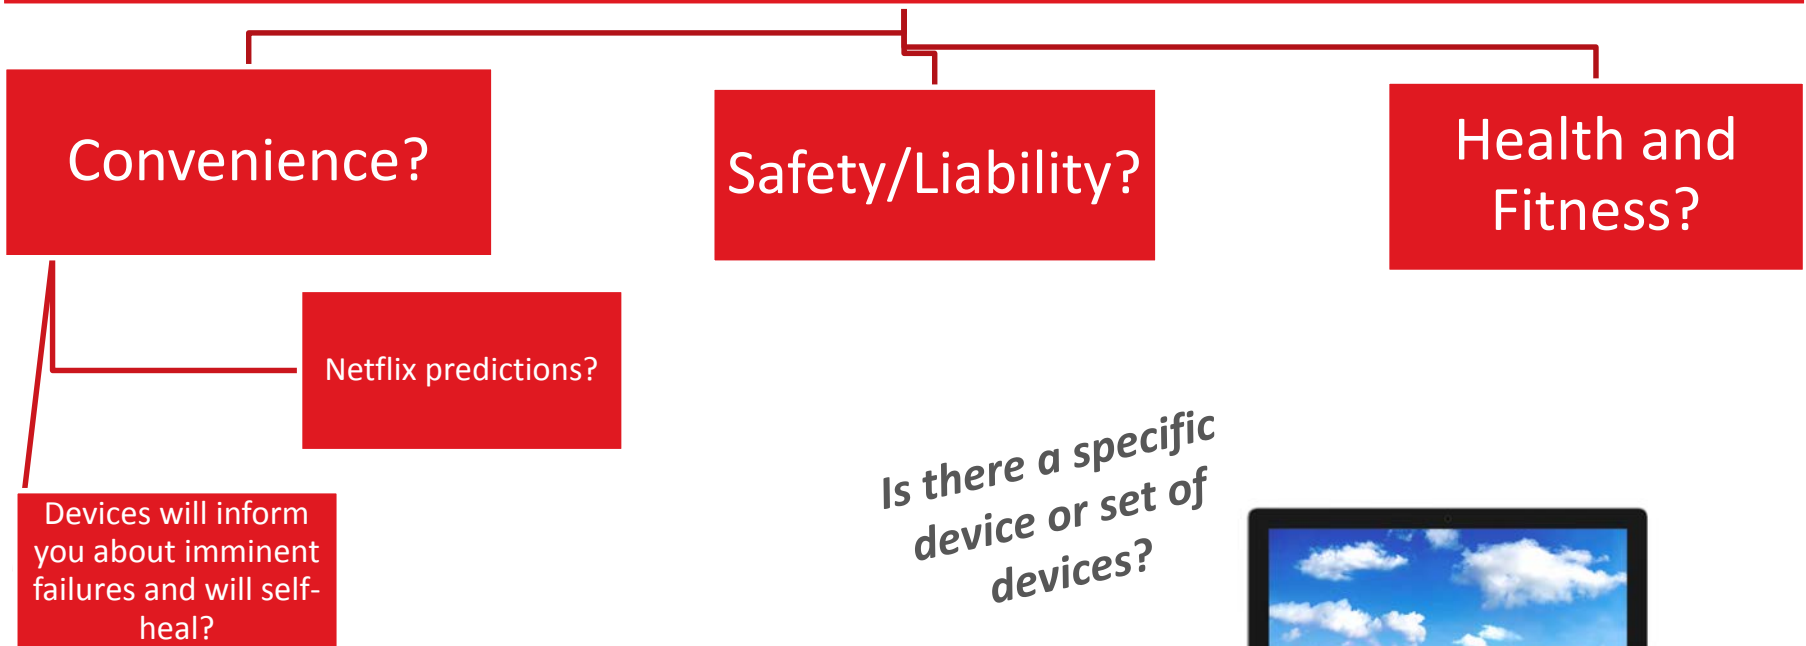 Convenience?
Safety/Liability?
Health and
Fitness?
Netflix predictions?
Devices will inform
you about imminent
failures and will self-
heal?
Is there a specific
device or set of
devices?